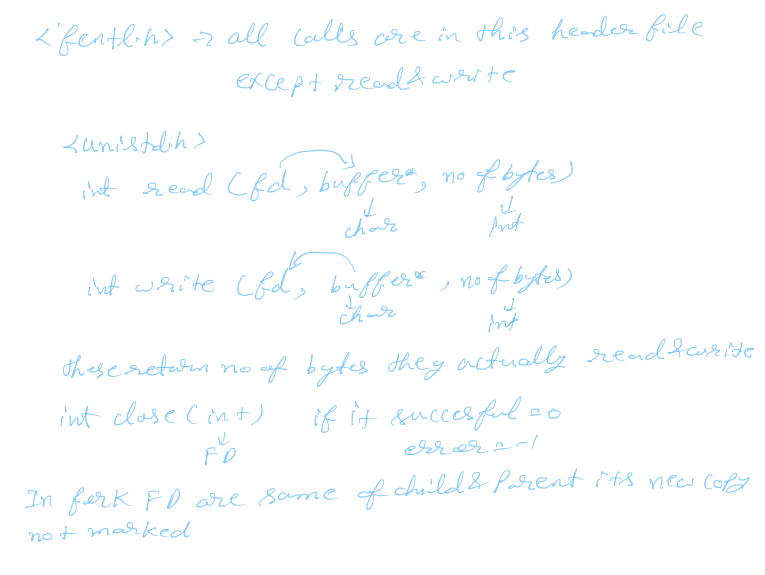 <fcntl.h> → all calls are in this header file
except read & write
<unistd.h>
int read (fd, buffer*, no of bytes)
char int
int write (fd, buffer*, no of bytes)
char int
these return no of bytes they actually read & write
int close (int) if it succesful = 0
FD error = -1
In fork FD are same of child & Parent its new copy
not marked